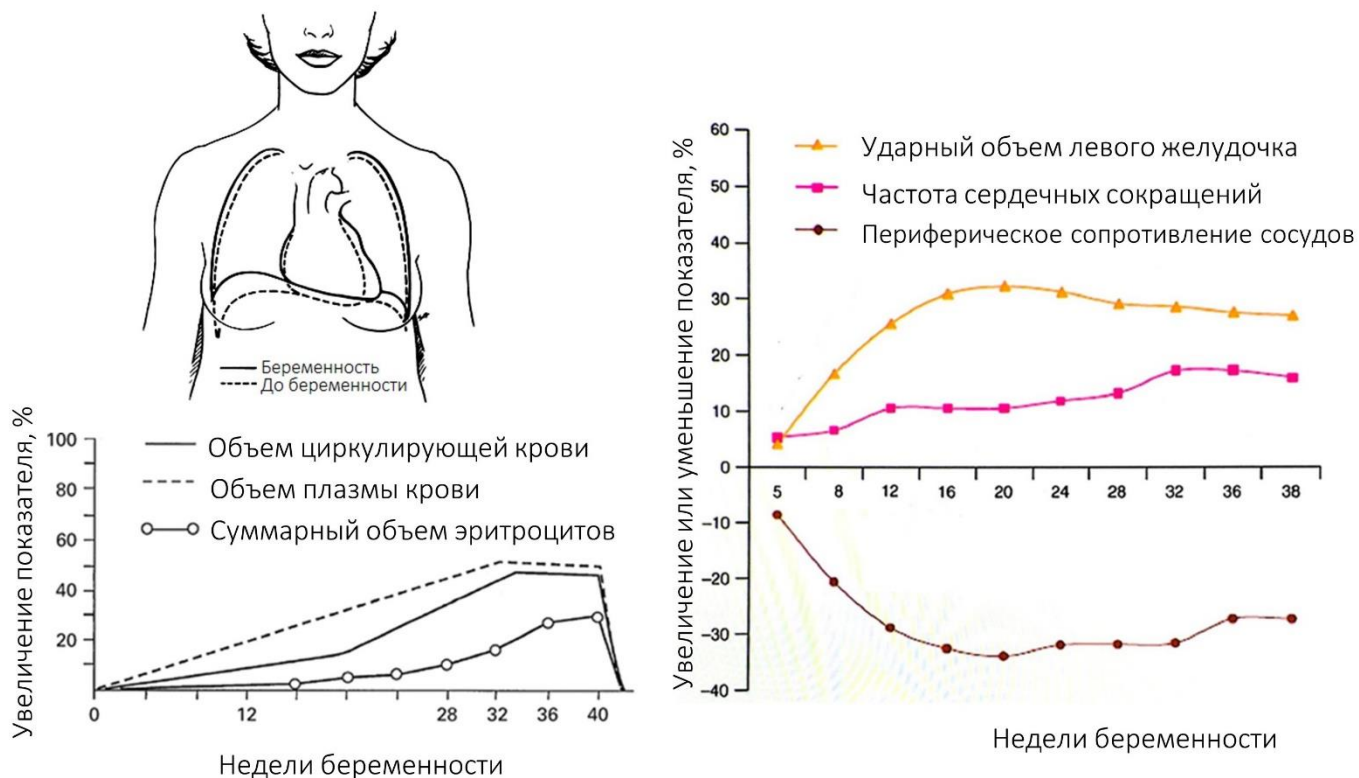 Беременность
До беременности
Увеличение показателя, %
100
80
60
40
20
Объем циркулирующей крови
Объем плазмы крови
Суммарный объем эритроцитов
0
12
28
32
36
40
Недели беременности
Увеличение или уменьшение показателя, %
60
50
40
30
20
10
0
-10
-20
-30
-40
Ударный объем левого желудочка
Частота сердечных сокращений
Периферическое сопротивление сосудов
5 8 12 16 20 24 28 32 36 38
Недели беременности